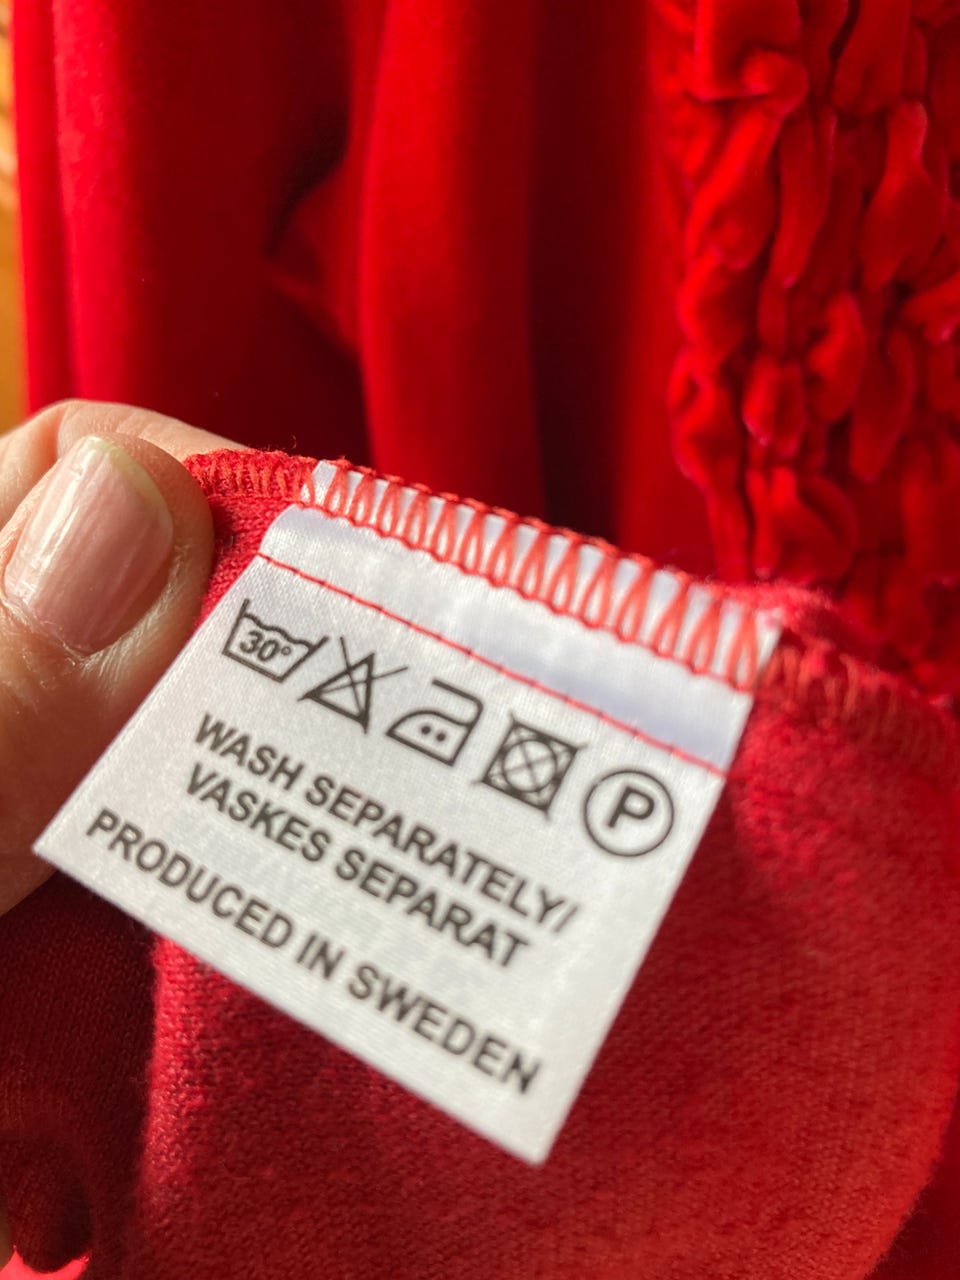 30°
P
WASH SEPARATELY/
VASKES SEPARAT
PRODUCED IN SWEDEN